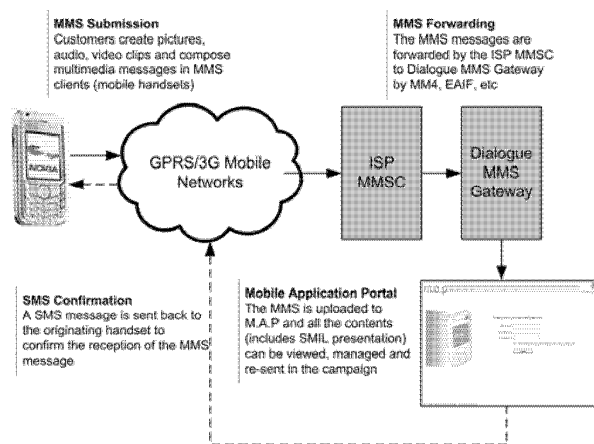 MMS Submission
Customers create pictures,
audio, video clips and compose
multimedia messages in MMS
clients (mobile handsets)
MMS Forwarding
The MMS messages are
forwarded by the ISP MMSC
to Dialogue MMS Gateway
by MM4, EAIF, etc
NOKIA
GPRS/3G Mobile
Networks
ISP
MMSC
Dialogue
MMS
Gateway
SMS Confirmation
A SMS message is sent back to
the originating handset to
confirm the reception of the MMS
message
Mobile Application Portal
The MMS is uploaded to
M.A.P and all the contents
(includes SMIL presentation)
can be viewed, managed and
re-sent in the campaign